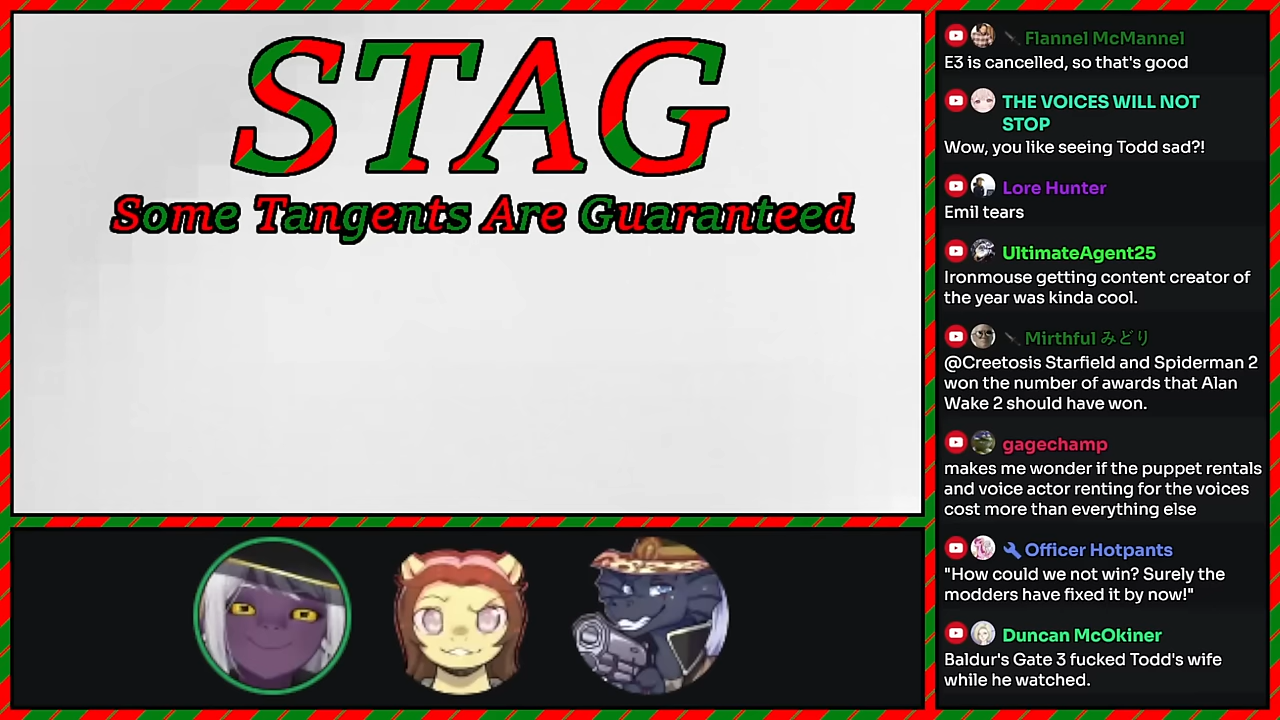 STAG
Some Tangents Are Guaranteed
Flannel McMannel
E3 is cancelled, so that's good
THE VOICES WILL NOT
STOP
Wow, you like seeing Todd sad?!
Lore Hunter
Emil tears
UltimateAgent25
Ironmouse getting content creator of
the year was kinda cool.
Mirthful みどり
@Creetosis Starfield and Spiderman 2
won the number of awards that Alan
Wake 2 should have won.
gagechamp
makes me wonder if the puppet rentals
and voice actor renting for the voices
cost more than everything else
Officer Hotpants
"How could we not win? Surely the
modders have fixed it by now!"
Duncan McOkiner
Baldur's Gate 3 fucked Todd's wife
while he watched.